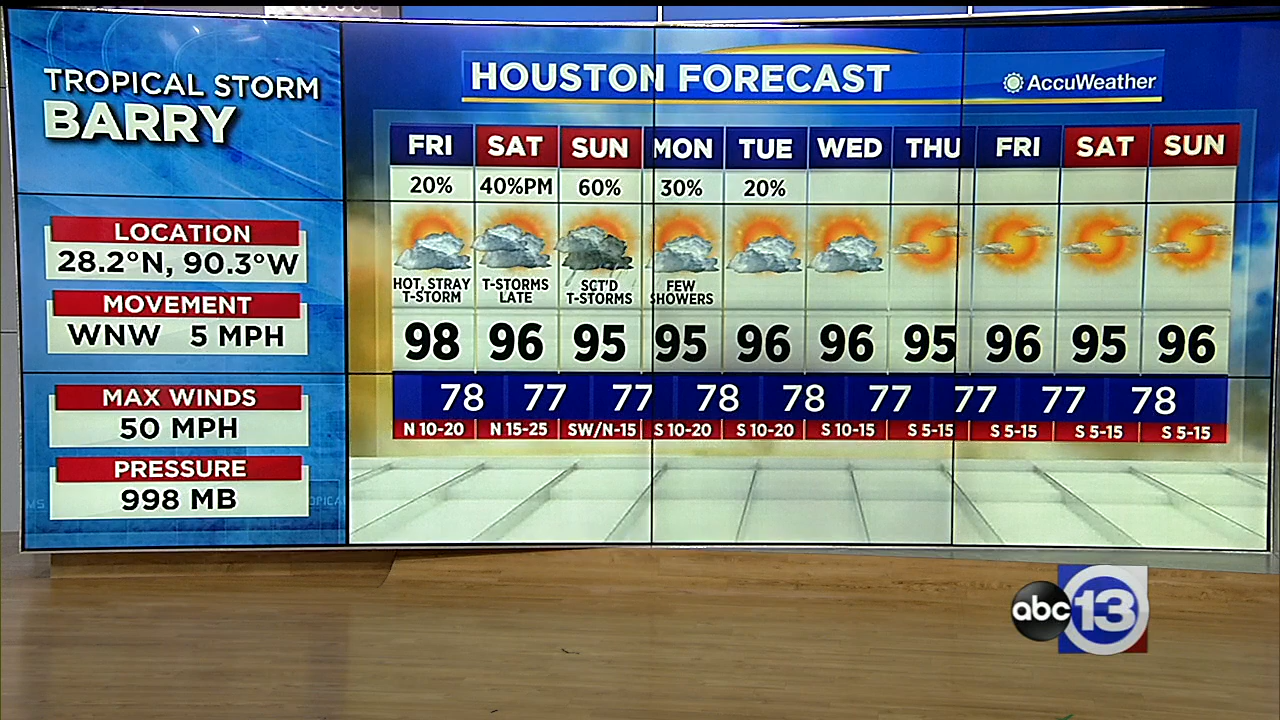 TROPICAL STORM
BARRY
LOCATION
28.2°N, 90.3°W
MOVEMENT
WNW 5 MPH
MAX WINDS
50 MPH
PRESSURE
998 MB
HOUSTON FORECAST
AccuWeather
FRI SAT SUN MON TUE WED THU FRI SAT SUN
20% 40%PM 60% 30% 20%
HOT, STRAY
T-STORM
T-STORMS
LATE
SCT'D
T-STORMS
FEW
SHOWERS
98 96 95 95 96 96 95 96 95 96
78 77 77 78 78 77 77 77 78
N 10-20 N 15-25 SW/N-15 S 10-20 S 10-20 S 10-15 S 5-15 S 5-15 S 5-15 S 5-15
abc 13